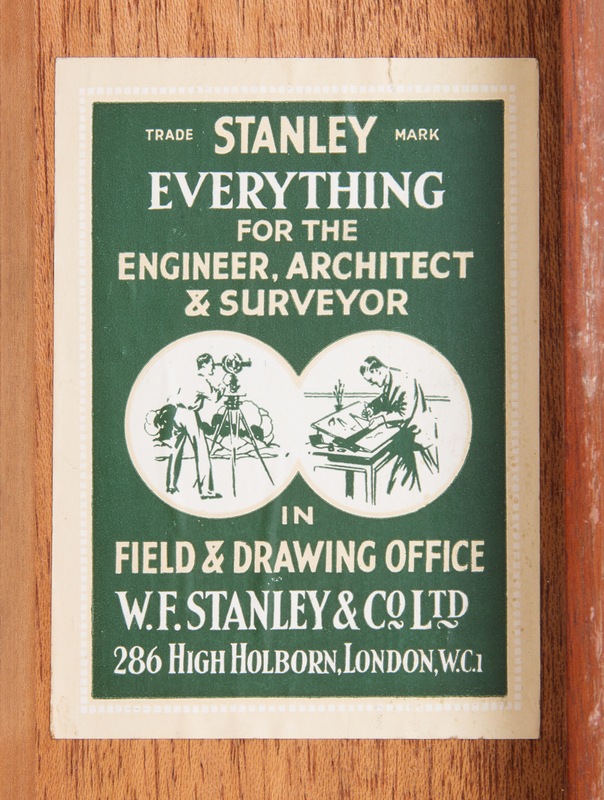 TRADE STANLEY MARK
EVERYTHING
FOR THE
ENGINEER, ARCHITECT
& SURVEYOR
IN
FIELD & DRAWING OFFICE
W.F. STANLEY & CO LTD
286 HIGH HOLBORN, LONDON, W.C.1